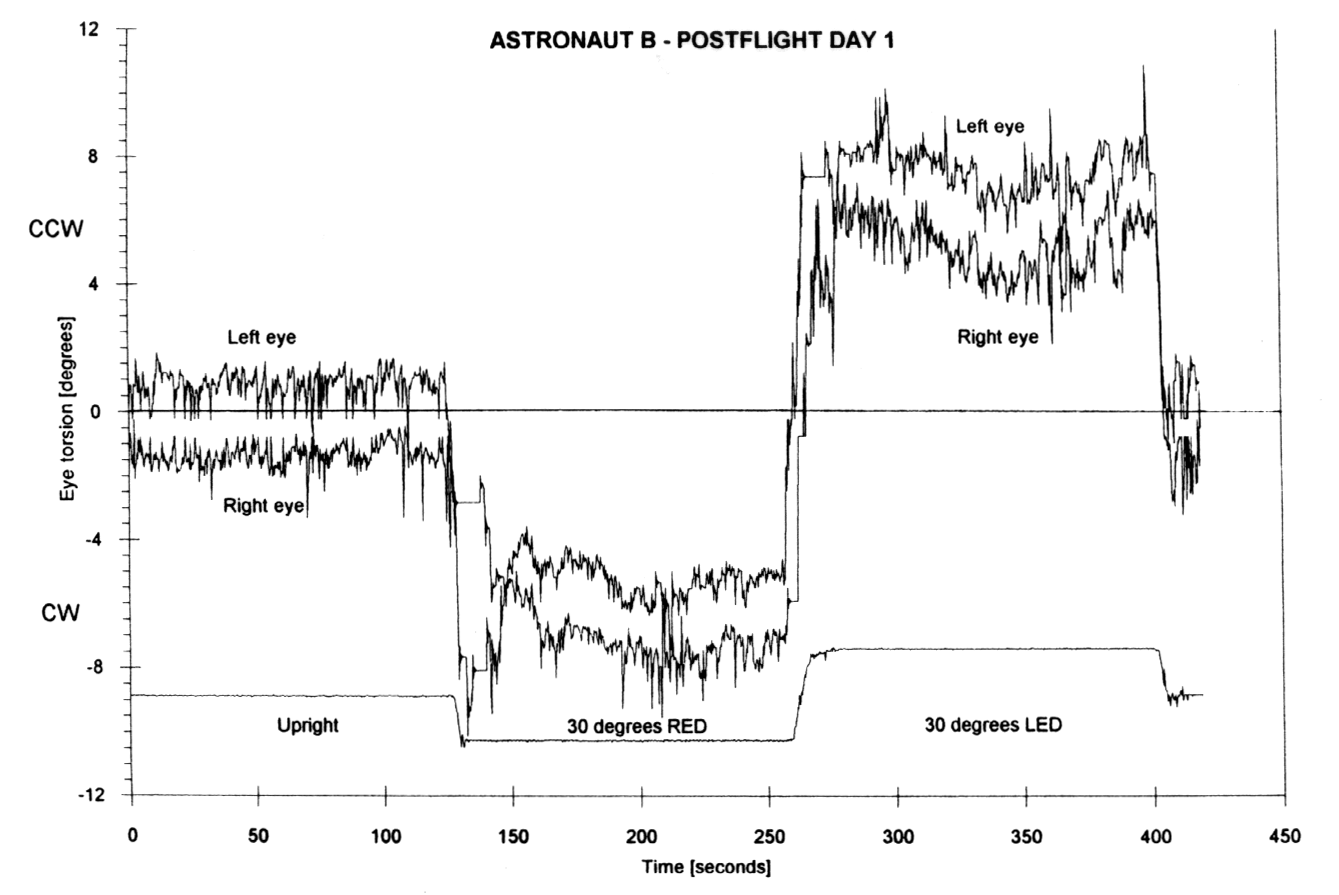 ASTRONAUT B - POSTFLIGHT DAY 1
12
8
4
0
-4
-8
-12
CCW
CW
Eye torsion [degrees]
Left eye
Right eye
Left eye
Right eye
Upright
30 degrees RED
30 degrees LED
0 50 100 150 200 250 300 350 400 450
Time [seconds]